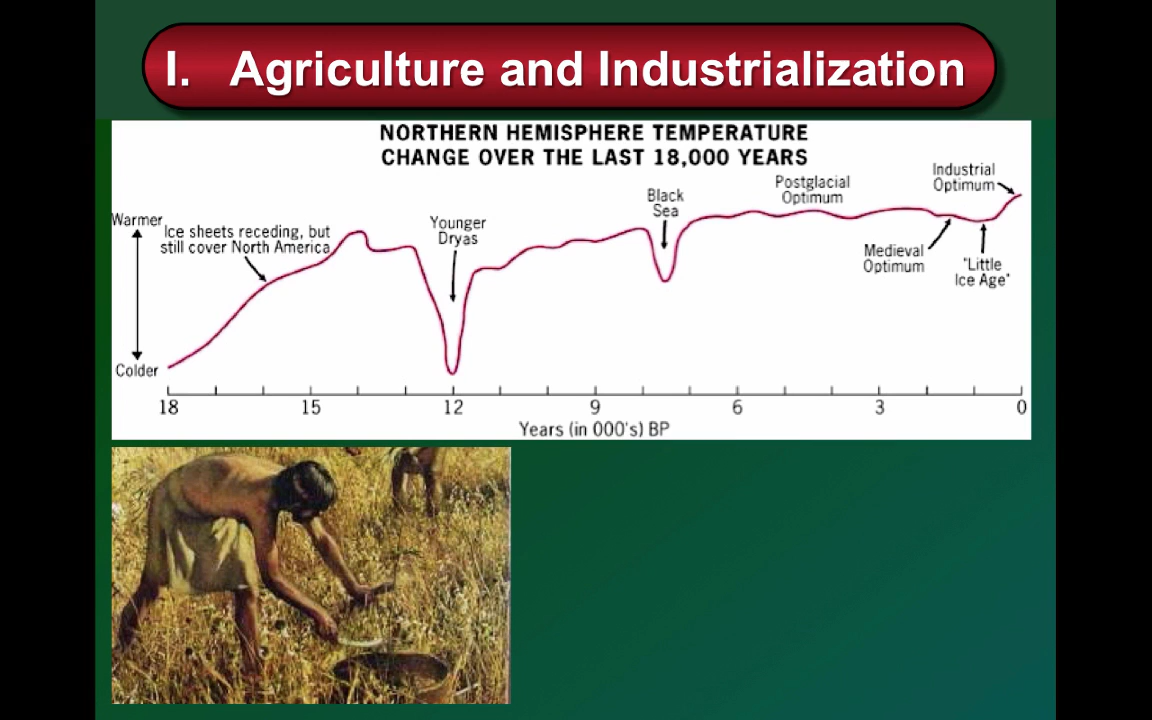 I. Agriculture and Industrialization
NORTHERN HEMISPHERE TEMPERATURE
CHANGE OVER THE LAST 18,000 YEARS
Warmer
Ice sheets receding, but
still cover North America
Younger
Dryas
Black
Sea
Postglacial
Optimum
Industrial
Optimum
Medieval
Optimum
"Little
Ice Age"
Colder
18 15 12 9 6 3 0
Years (in 000's) BP